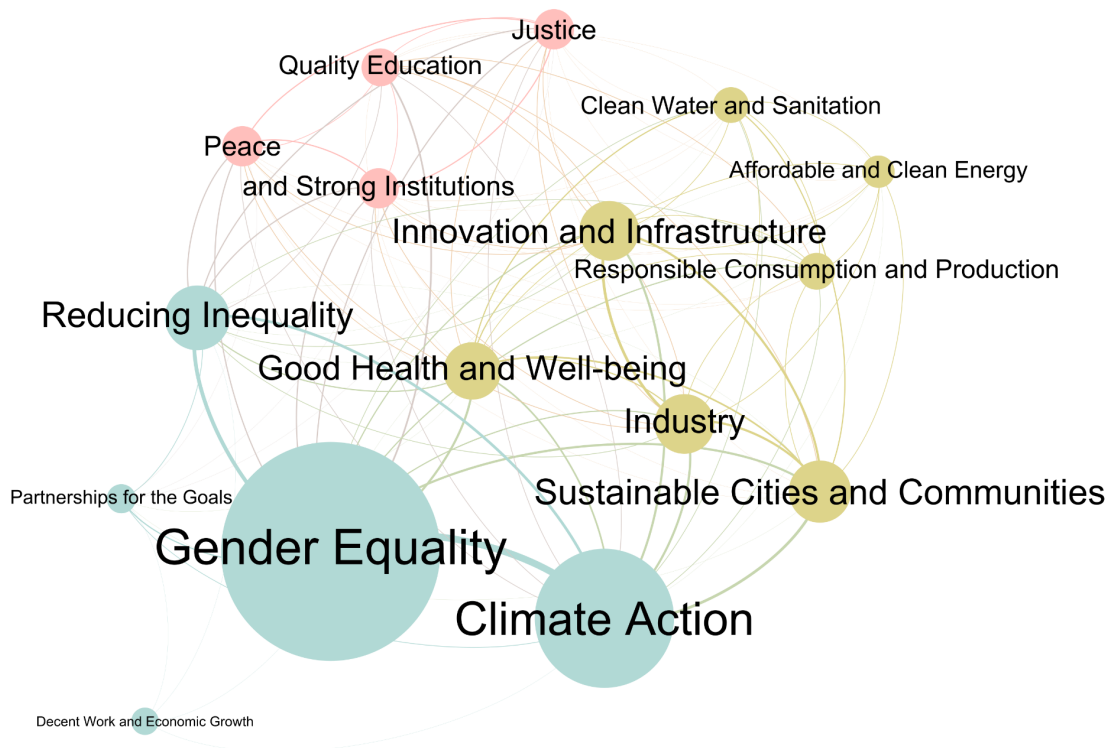 Justice
Quality Education
Clean Water and Sanitation
Peace
Affordable and Clean Energy
and Strong Institutions
Innovation and Infrastructure
Responsible Consumption and Production
Reducing Inequality
Good Health and Well-being
Industry
Sustainable Cities and Communities
Partnerships for the Goals
Gender Equality
Climate Action
Decent Work and Economic Growth